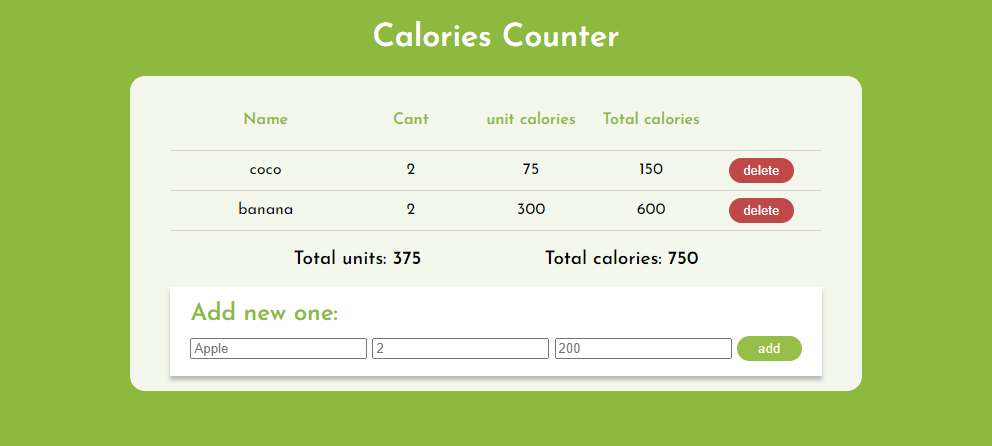 Calories Counter
Name Cant unit calories Total calories
coco 2 75 150 delete
banana 2 300 600 delete
Total units: 375 Total calories: 750
Add new one:
Apple 2 200 add